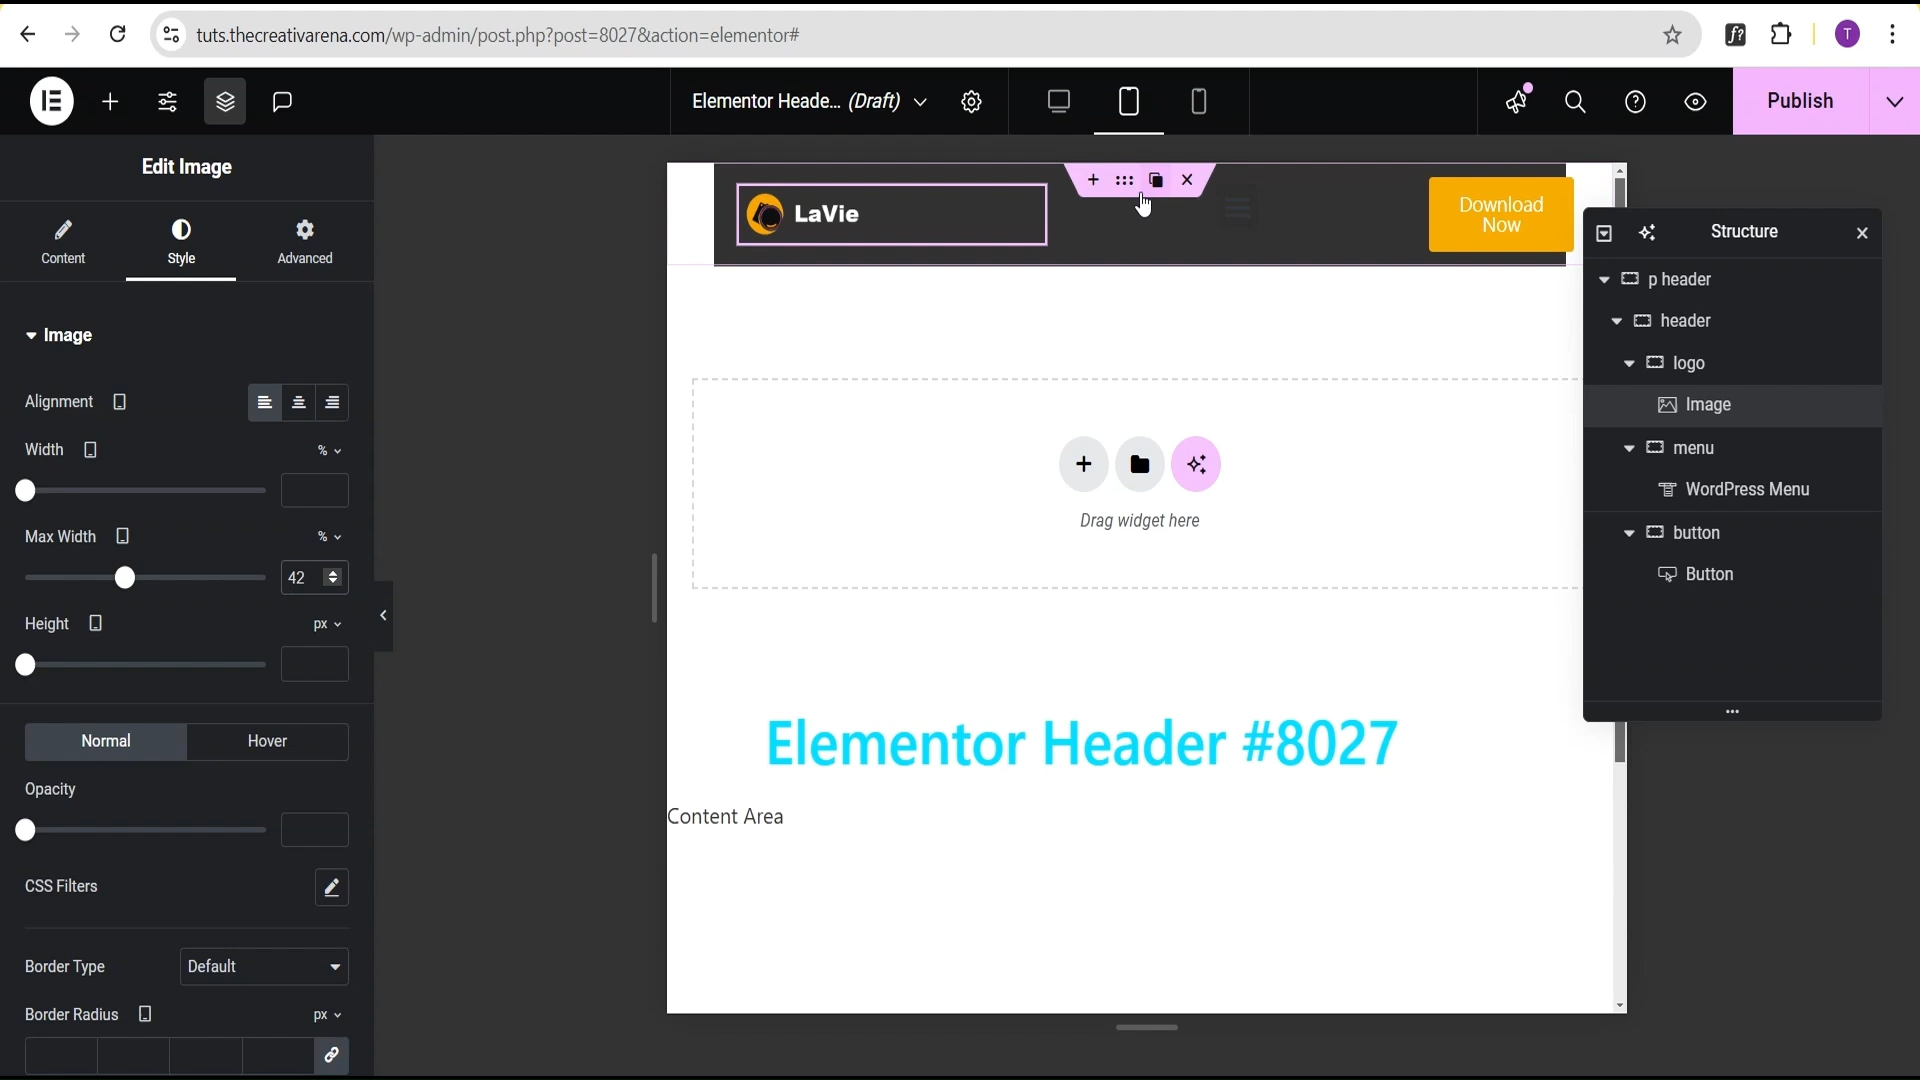 tuts.thecreativarena.com/wp-admin/post.php?post=8027&action=elementor#
T
Elementor Heade... (Draft)
Publish
Edit Image
Content
Style
Advanced
Image
Alignment
Width
%
Max Width
%
42
Height
px
Normal
Hover
Opacity
CSS Filters
Border Type
Default
Border Radius
px
LaVie
Download
Now
Drag widget here
Elementor Header #8027
Content Area
Structure
p header
header
logo
Image
menu
WordPress Menu
button
Button